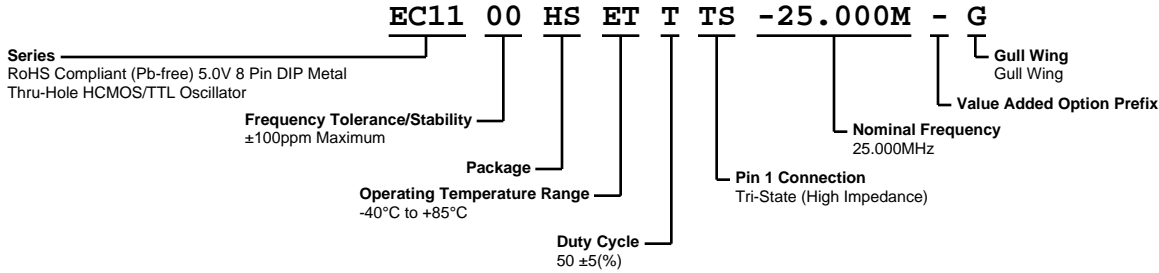 EC11 00 HS ET T TS -25.000M - G
Series
RoHS Compliant (Pb-free) 5.0V 8 Pin DIP Metal
Thru-Hole HCMOS/TTL Oscillator
Frequency Tolerance/Stability
±100ppm Maximum
Package
Operating Temperature Range
-40°C to +85°C
Duty Cycle
50 ±5(%)
Gull Wing
Gull Wing
Value Added Option Prefix
Nominal Frequency
25.000MHz
Pin 1 Connection
Tri-State (High Impedance)